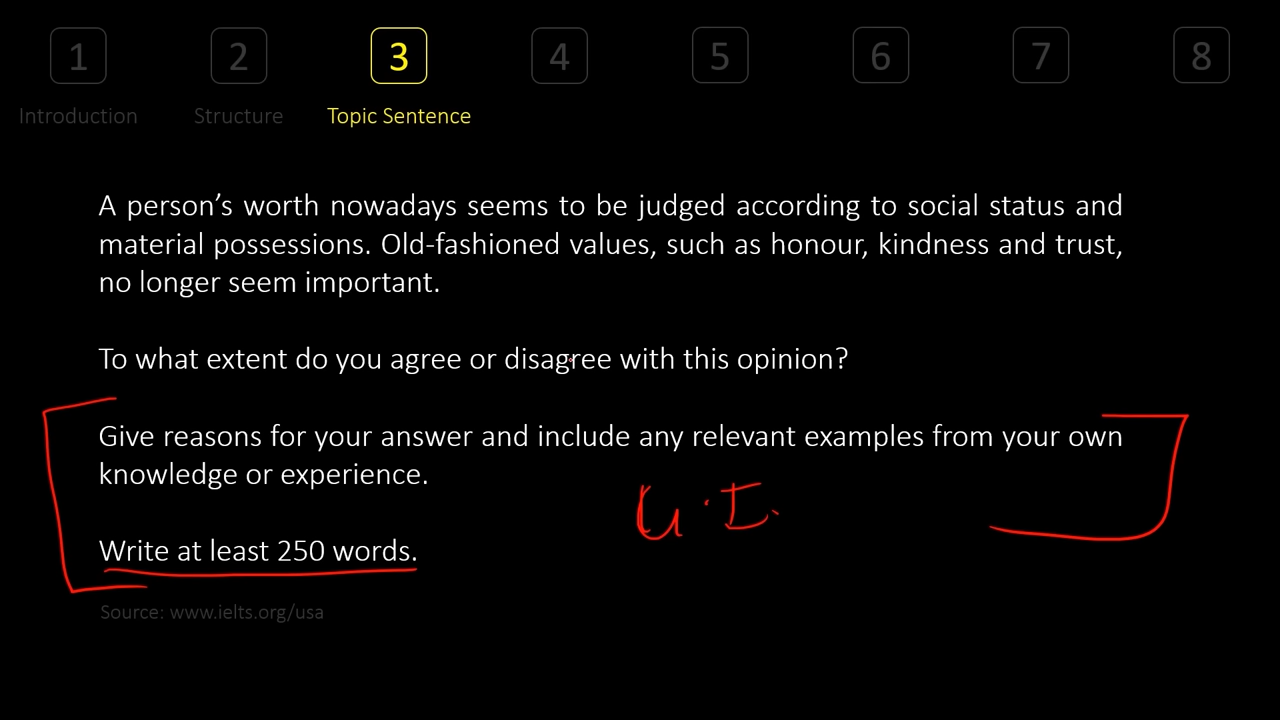 1 2 3 4 5 6 7 8
Introduction Structure Topic Sentence
A person’s worth nowadays seems to be judged according to social status and
material possessions. Old-fashioned values, such as honour, kindness and trust,
no longer seem important.
To what extent do you agree or disagree with this opinion?
Give reasons for your answer and include any relevant examples from your own
knowledge or experience.
G.I.
Write at least 250 words.
Source: www.ielts.org/usa